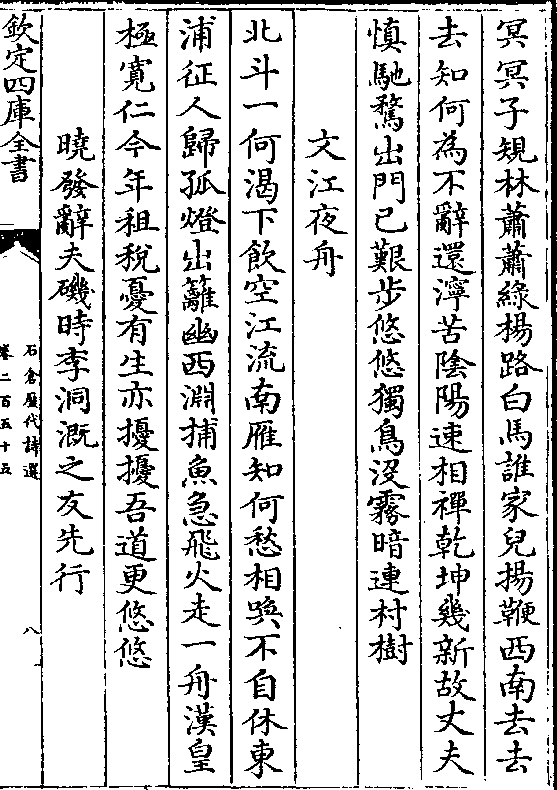 冥冥子規林蕭蕭綠楊路白馬誰家兒揚鞭西南去去
去知何為不辭還濘苦陰陽速相禪乾坤幾新故丈夫
慎馳騖出門已艱步悠悠獨鳥没霧暗連村樹
文江夜舟
北斗一何渴下飲空江流南雁知何愁相喚不自休東
浦征人歸孤燈出籬幽西淵捕魚急飛火走一舟漢皇
極寛仁今年租稅憂有生亦擾擾吾道更悠悠
曉發辭夫磯時李洞溉之友先行
欽定四庫全書
石倉歷代詩選
卷二百五十五
八